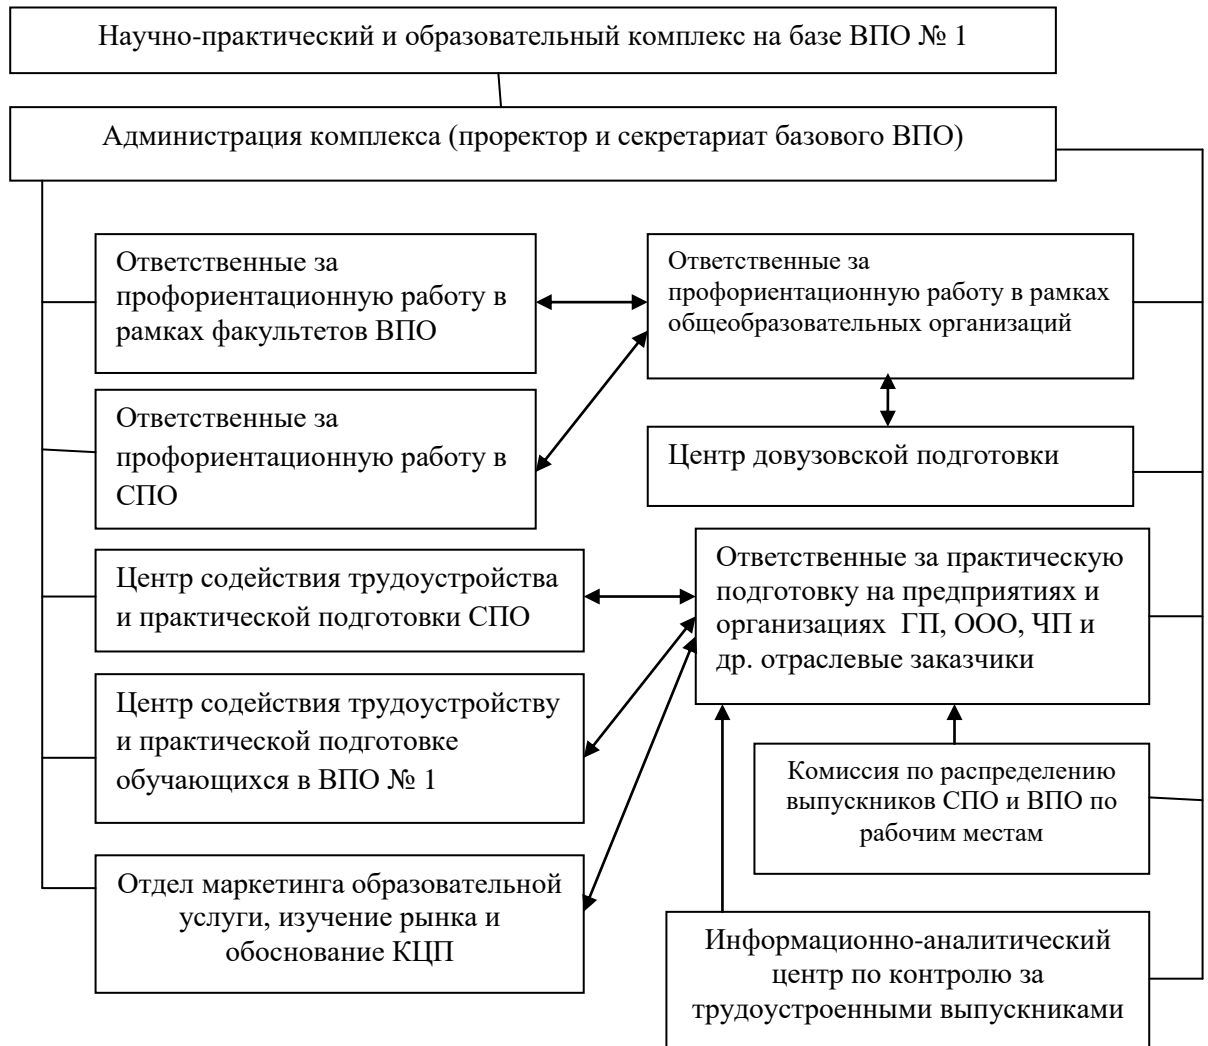 Научно-практический и образовательный комплекс на базе ВПО № 1
Администрация комплекса (проректор и секретариат базового ВПО)
Ответственные за
профориентационную работу в
рамках факультетов ВПО
Ответственные за
профориентационную работу в рамках
общеобразовательных организаций
Ответственные за
профориентационную работу в
СПО
Центр довузовской подготовки
Центр содействия трудоустройства
и практической подготовки СПО
Ответственные за практическую
подготовку на предприятиях и
организациях ГП, ООО, ЧП и
др. отраслевые заказчики
Центр содействия трудоустройству
и практической подготовке
обучающихся в ВПО № 1
Комиссия по распределению
выпускников СПО и ВПО по
рабочим местам
Отдел маркетинга образовательной
услуги, изучение рынка и
обоснование КЦП
Информационно-аналитический
центр по контролю за
трудоустроенными выпускниками